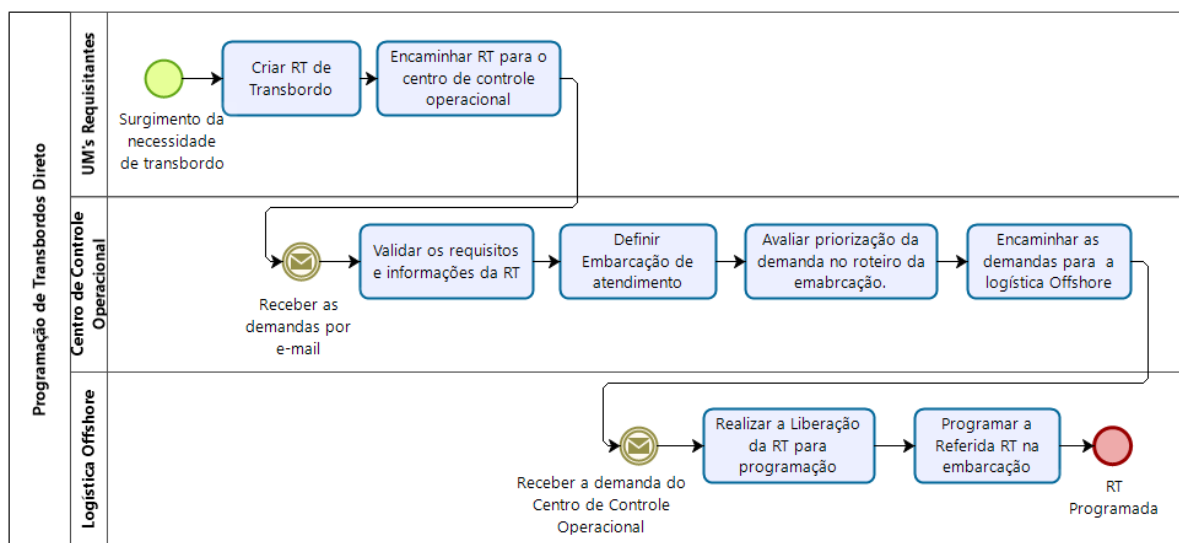 Programação de Transbordos Direto
UM's Requisitantes
Surgimento da
necessidade
de transbordo
Criar RT de
Transbordo
Encaminhar RT para o
centro de controle
operacional
Centro de Controle
Operacional
Receber as
demandas por
e-mail
Validar os requisitos
e informações da RT
Definir
Embarcação de
atendimento
Avaliar priorização da
demanda no roteiro da
emabrcação.
Encaminhar as
demandas para a
logística Offshore
Logística Offshore
Receber a demanda do
Centro de Controle
Operacional
Realizar a Liberação
da RT para
programação
Programar a
Referida RT na
embarcação
RT
Programada